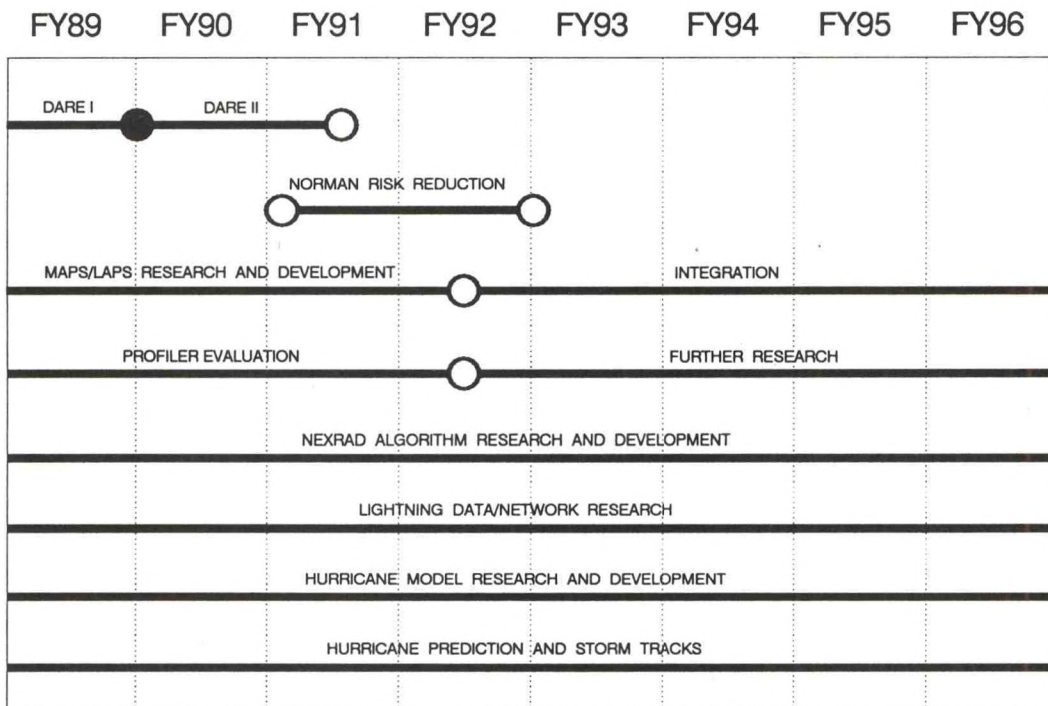 FY89 FY90 FY91 FY92 FY93 FY94 FY95 FY96
DARE I DARE II
NORMAN RISK REDUCTION
MAPS/LAPS RESEARCH AND DEVELOPMENT INTEGRATION
PROFILER EVALUATION FURTHER RESEARCH
NEXRAD ALGORITHM RESEARCH AND DEVELOPMENT
LIGHTNING DATA/NETWORK RESEARCH
HURRICANE MODEL RESEARCH AND DEVELOPMENT
HURRICANE PREDICTION AND STORM TRACKS